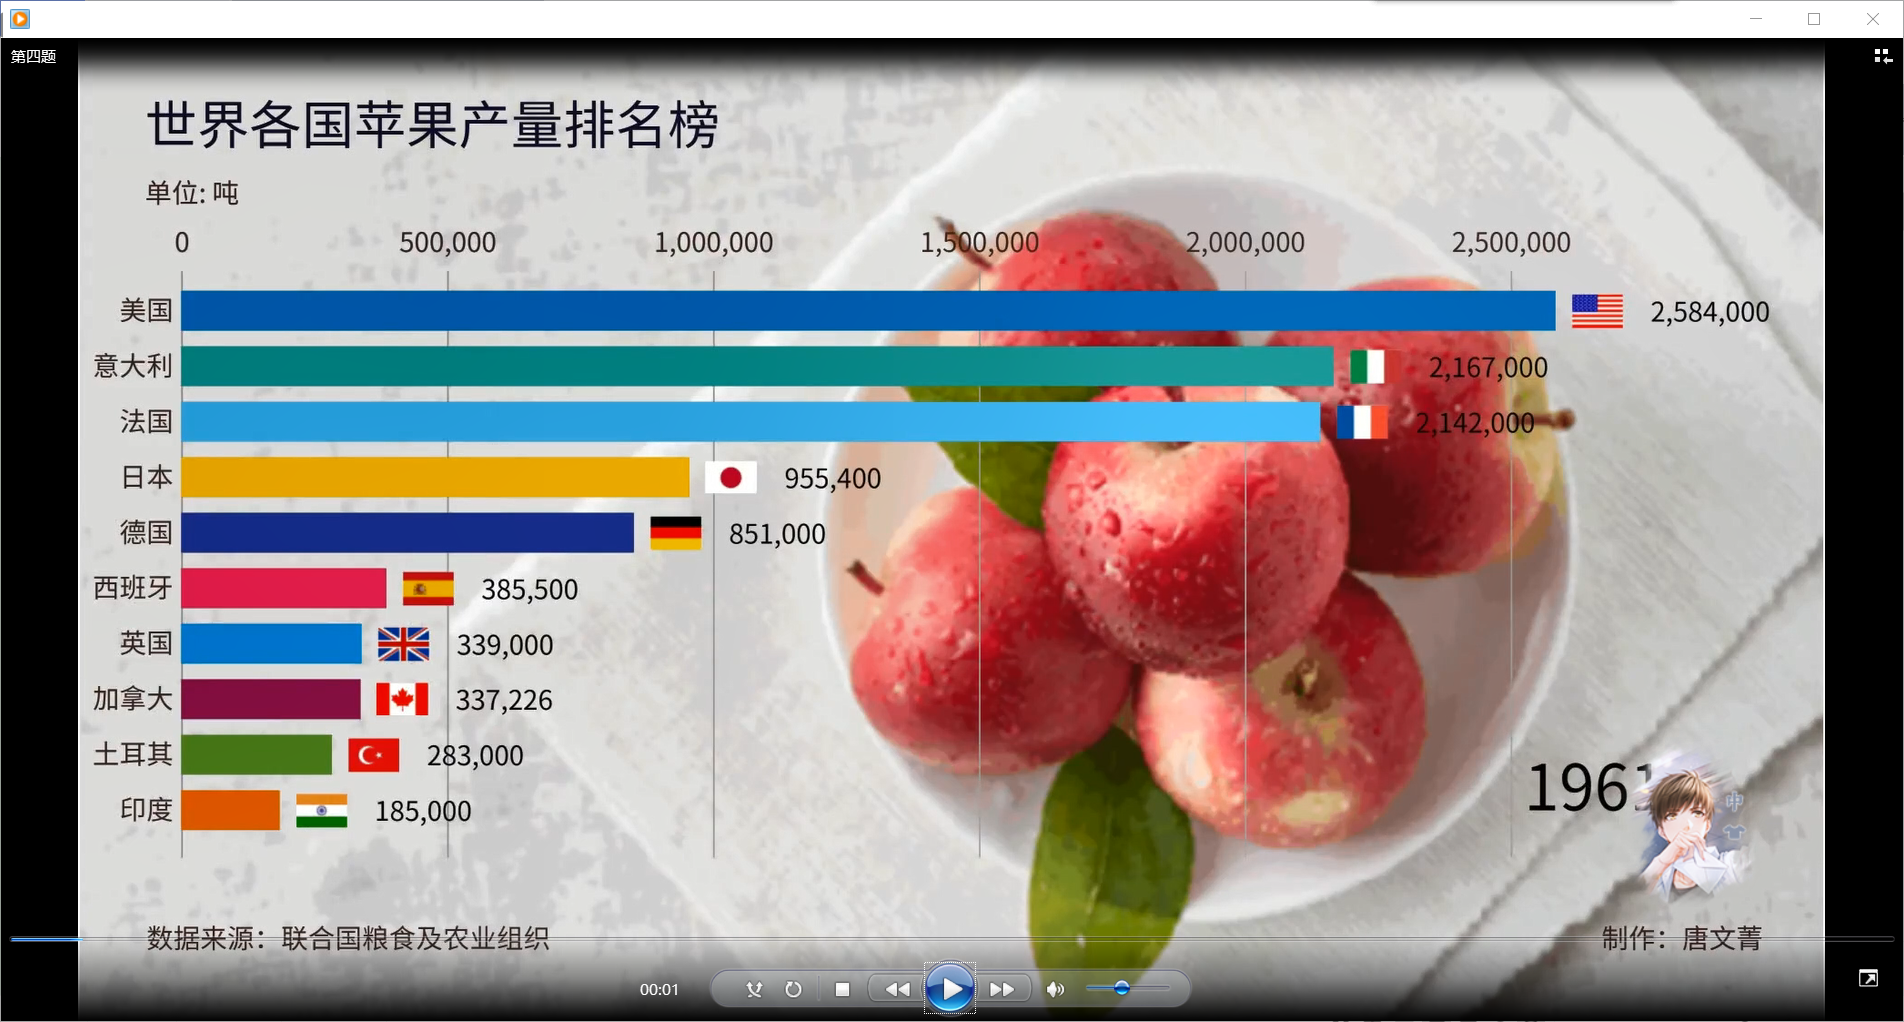 第四题
世界各国苹果产量排名榜
单位: 吨
0 500,000 1,000,000 1,500,000 2,000,000 2,500,000
美国 2,584,000
意大利 2,167,000
法国 2,142,000
日本 955,400
德国 851,000
西班牙 385,500
英国 339,000
加拿大 337,226
土耳其 283,000
印度 185,000
1961
中
数据来源：联合国粮食及农业组织
制作：唐文菁
00:01